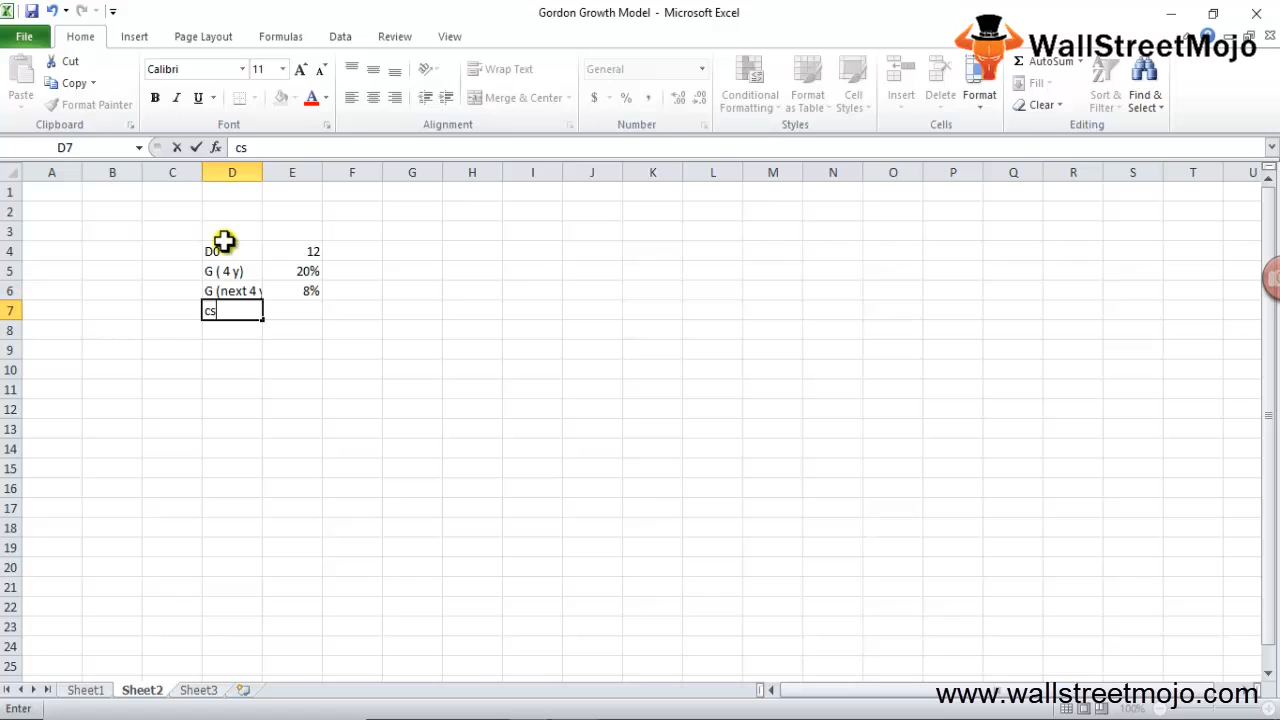 Gordon Growth Model - Microsoft Excel
File Home Insert Page Layout Formulas Data Review View
WallStreetMojo
Paste
Cut
Copy
Format Painter
Clipboard
Calibri 11
B I U
A
Font
Wrap Text
Merge & Center
Alignment
General
$ % ,
Number
Conditional Formatting
Format as Table
Cell Styles
Styles
Insert
Delete
Format
Cells
Σ AutoSum
Fill
Clear
Sort & Filter
Find & Select
Editing
D7 fx cs
A B C D E F G H I J K L M N O P Q R S T U
1
2
3
4 D0 12
5 G ( 4 y) 20%
6 G (next 4 8%
7 cs
8
9
10
11
12
13
14
15
16
17
18
19
20
21
22
23
24
25
Sheet1 Sheet2 Sheet3
www.wallstreetmojo.com
Enter 100%